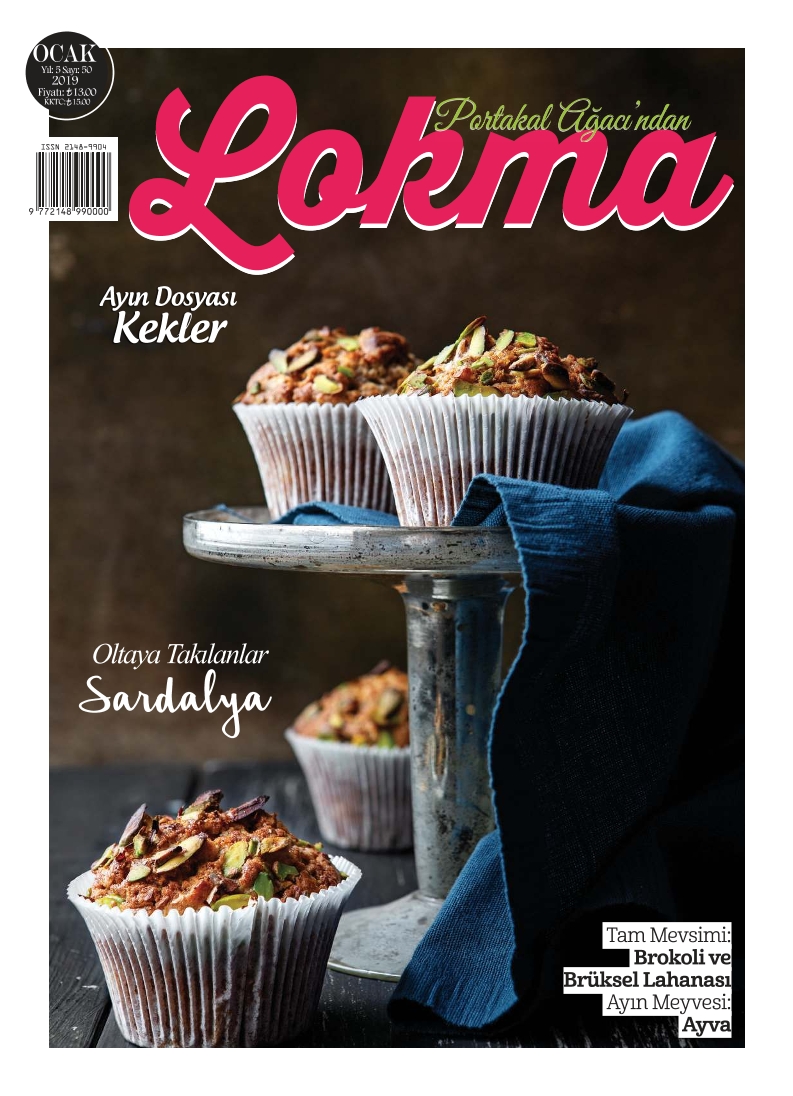 OCAK
Yıl: 5 Sayı: 50
2019
Fiyatı: ₺ 13.00
KKTC: ₺ 15.00
ISSN 2148-9904
9 772148 990000
Portakal Ağacı'ndan
Lokma
Ayın Dosyası
Kekler
Oltaya Takılanlar
Sardalya
Tam Mevsimi:
Brokoli ve
Brüksel Lahanası
Ayın Meyvesi:
Ayva